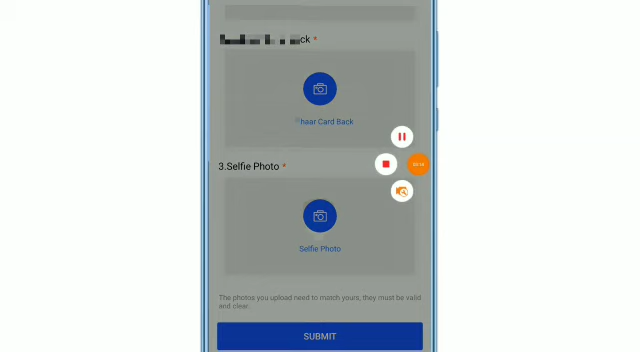 ck *
haar Card Back
3.Selfie Photo *
Selfie Photo
The photos you upload need to match yours, they must be valid
and clear.
SUBMIT